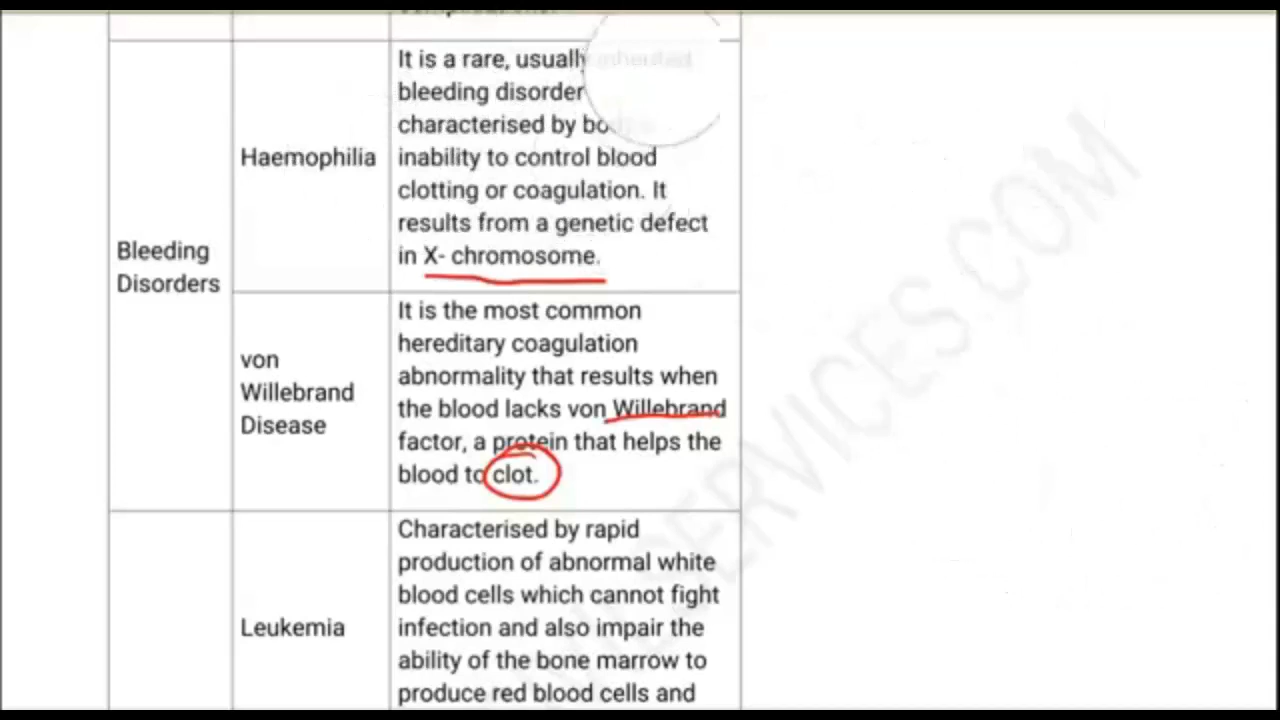 It is a rare, usually inherited
bleeding disorder
characterised by body's
inability to control blood
Haemophilia
clotting or coagulation. It
results from a genetic defect
in X- chromosome.
Bleeding
Disorders
It is the most common
hereditary coagulation
abnormality that results when
the blood lacks von Willebrand
factor, a protein that helps the
blood to clot.
von
Willebrand
Disease
Characterised by rapid
production of abnormal white
blood cells which cannot fight
infection and also impair the
ability of the bone marrow to
produce red blood cells and
Leukemia
SERVICES.COM